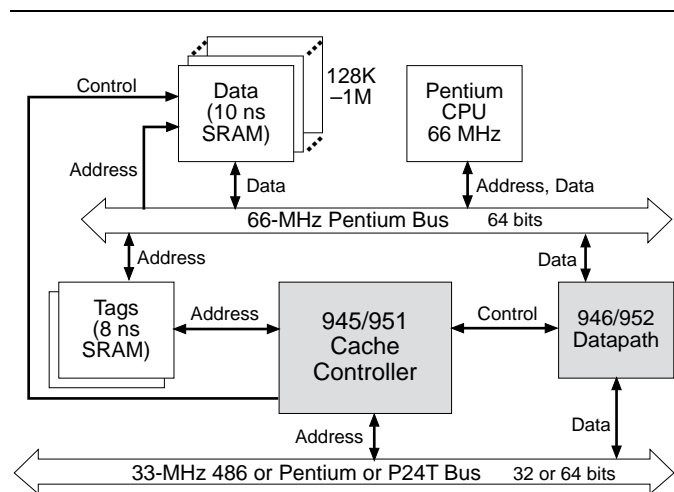 Control
Data
(10 ns
SRAM)
128K
–1M
Pentium
CPU
66 MHz
Address
Data
Address, Data
66-MHz Pentium Bus 64 bits
Address
Data
Tags
(8 ns
SRAM)
Address
945/951
Cache
Controller
Control
946/952
Datapath
Address
Data
33-MHz 486 or Pentium or P24T Bus 32 or 64 bits